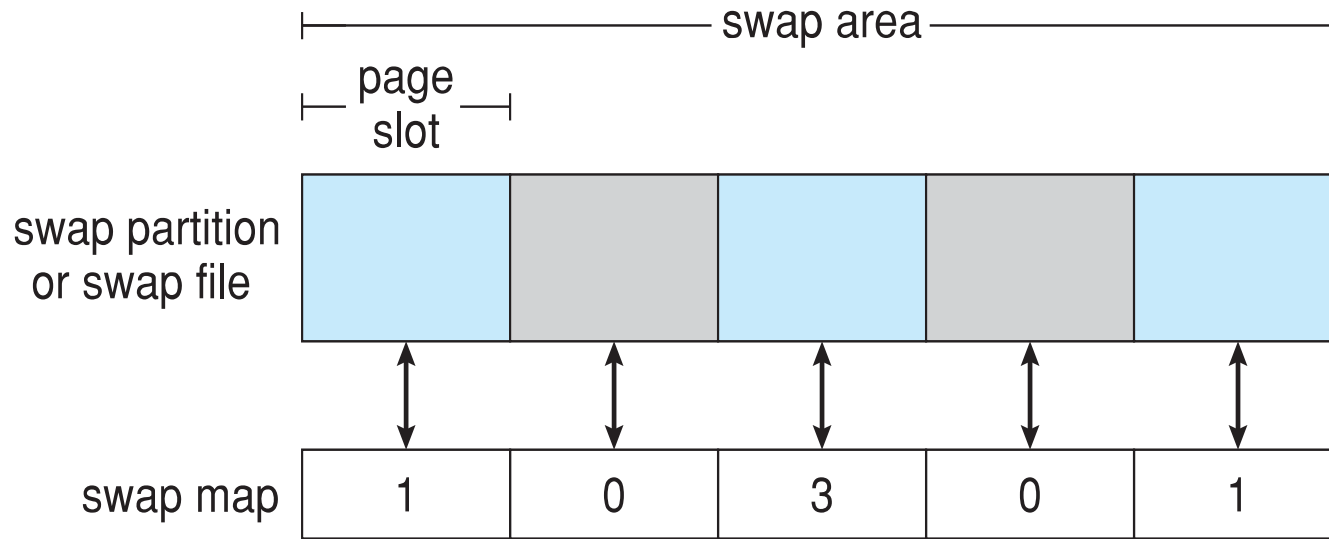 swap area
page
slot
swap partition
or swap file
swap map 1 0 3 0 1